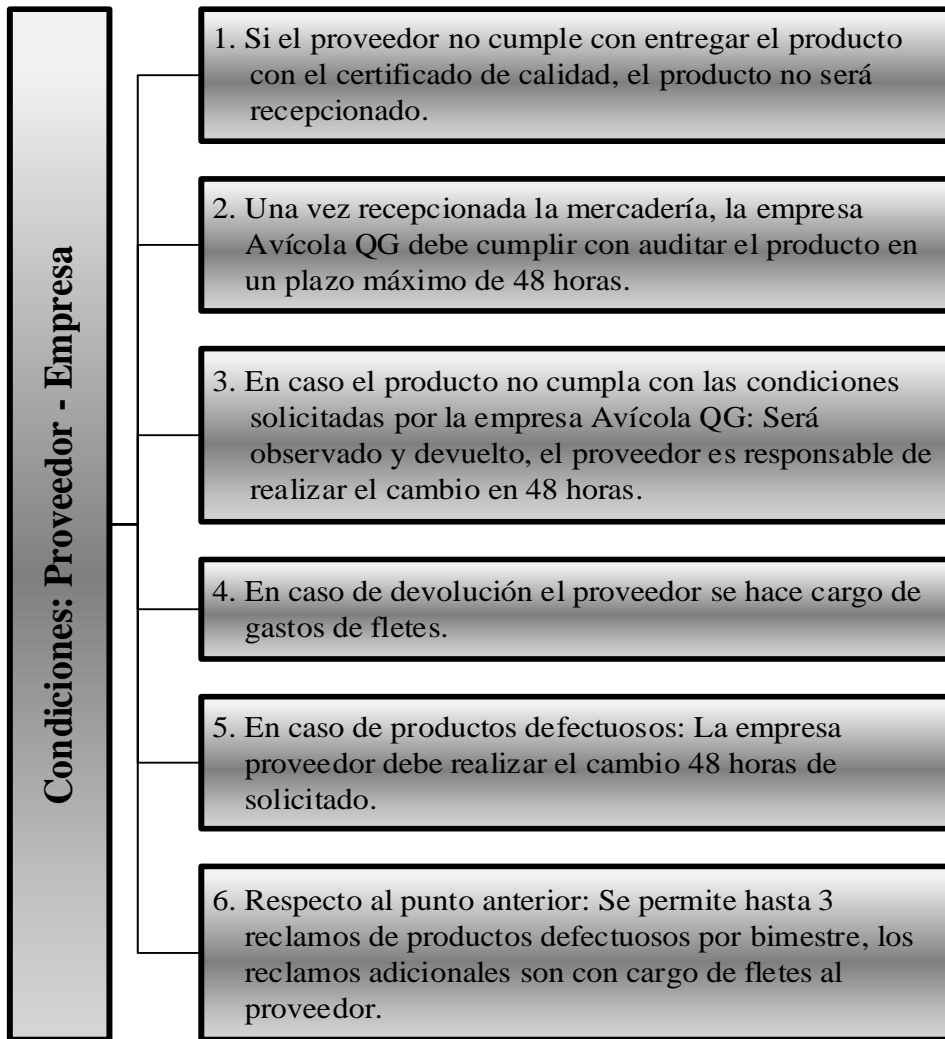 Condiciones: Proveedor - Empresa
1. Si el proveedor no cumple con entregar el producto
con el certificado de calidad, el producto no será
recepcionado.
2. Una vez recepcionada la mercadería, la empresa
Avícola QG debe cumplir con auditar el producto en
un plazo máximo de 48 horas.
3. En caso el producto no cumpla con las condiciones
solicitadas por la empresa Avícola QG: Será
observado y devuelto, el proveedor es responsable de
realizar el cambio en 48 horas.
4. En caso de devolución el proveedor se hace cargo de
gastos de fletes.
5. En caso de productos defectuosos: La empresa
proveedor debe realizar el cambio 48 horas de
solicitado.
6. Respecto al punto anterior: Se permite hasta 3
reclamos de productos defectuosos por bimestre, los
reclamos adicionales son con cargo de fletes al
proveedor.